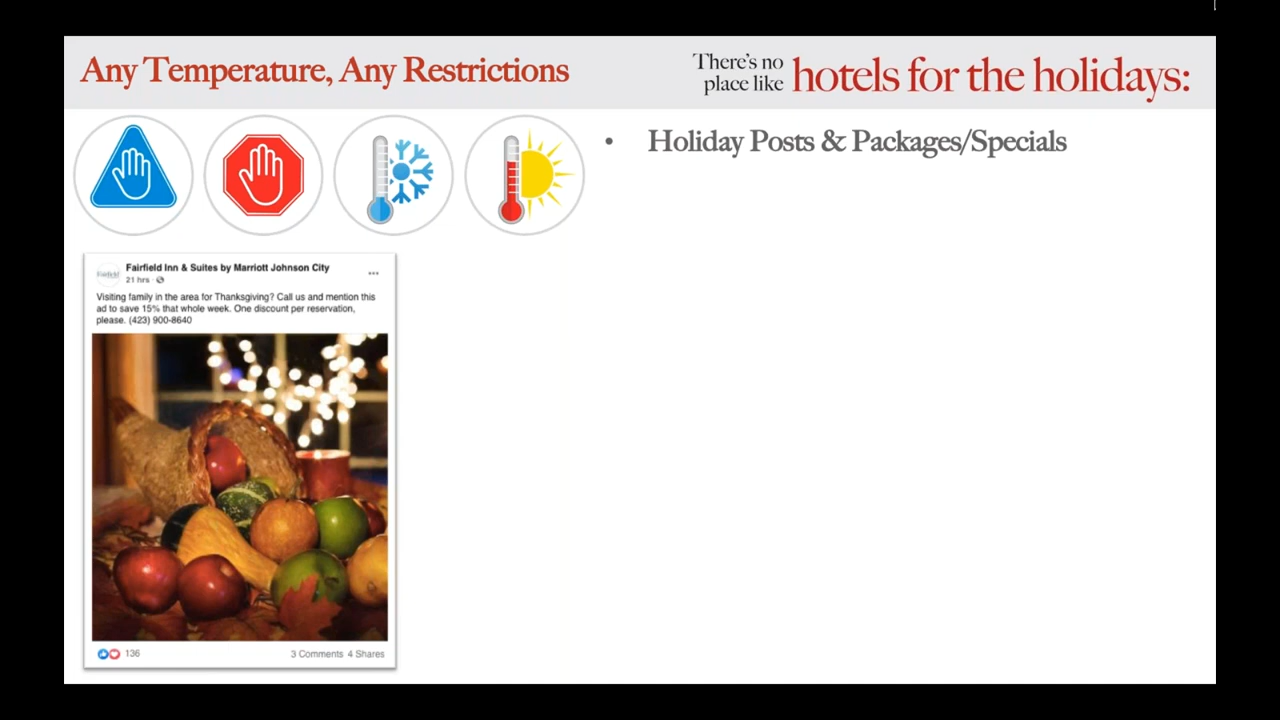 Any Temperature, Any Restrictions
There's no
place like
hotels for the holidays:
• Holiday Posts & Packages/Specials
Fairfield Inn & Suites by Marriott Johnson City
21 hrs ·
Visiting family in the area for Thanksgiving? Call us and mention this
ad to save 15% that whole week. One discount per reservation,
please. (423) 900-8640
136
3 Comments 4 Shares